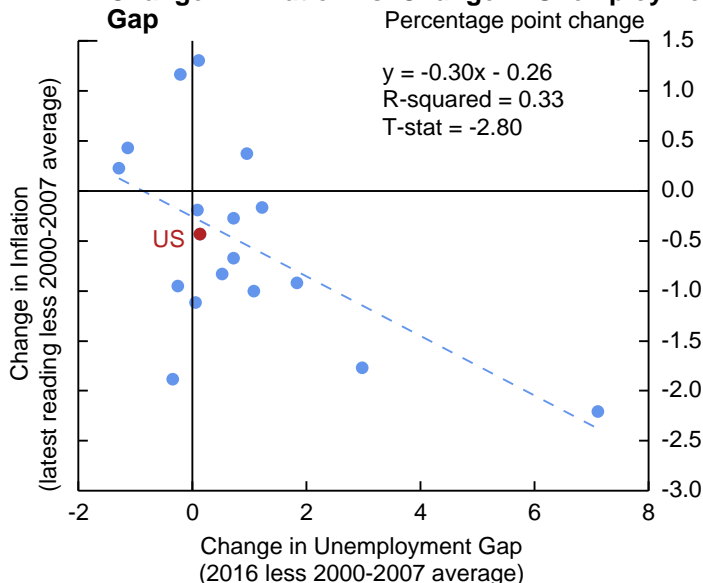 Gap
Percentage point change
y = -0.30x - 0.26
R-squared = 0.33
T-stat = -2.80
1.5
1.0
0.5
0.0
-0.5
-1.0
-1.5
-2.0
-2.5
-3.0
US
Change in Inflation
(latest reading less 2000-2007 average)
-2 0 2 4 6 8
Change in Unemployment Gap
(2016 less 2000-2007 average)